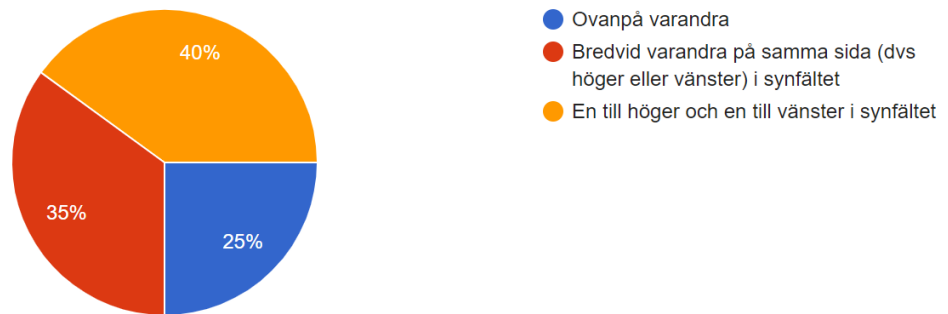 40%
35%
25%
Ovanpå varandra
Bredvid varandra på samma sida (dvs
höger eller vänster) i synfältet
En till höger och en till vänster i synfältet